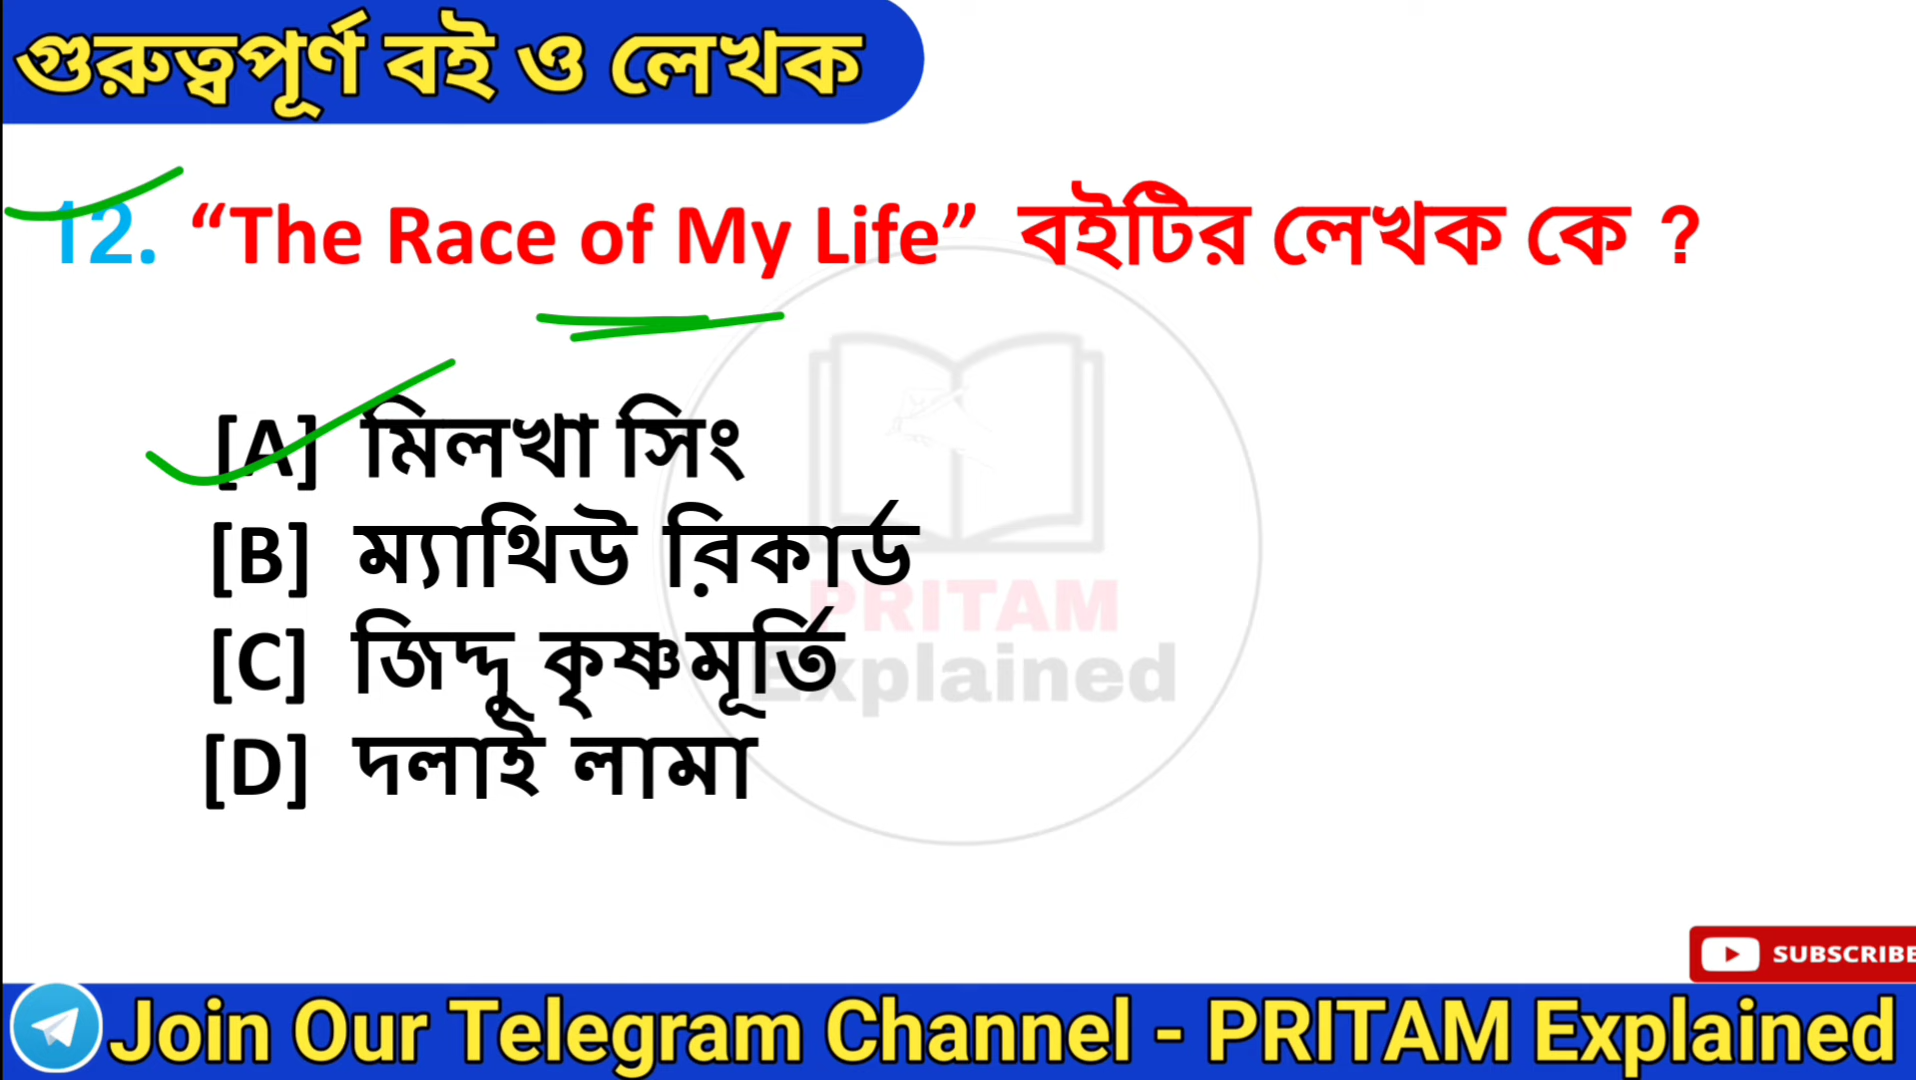 গুরুত্বপূর্ণ বই ও লেখক
12. “The Race of My Life” বইটির লেখক কে ?
[A] মিলখা সিং
[B] ম্যাথিউ রিকার্ড
[C] জিদ্দু কৃষ্ণমূর্তি
[D] দলাই লামা
PRITAM
Explained
SUBSCRIBE
Join Our Telegram Channel - PRITAM Explained